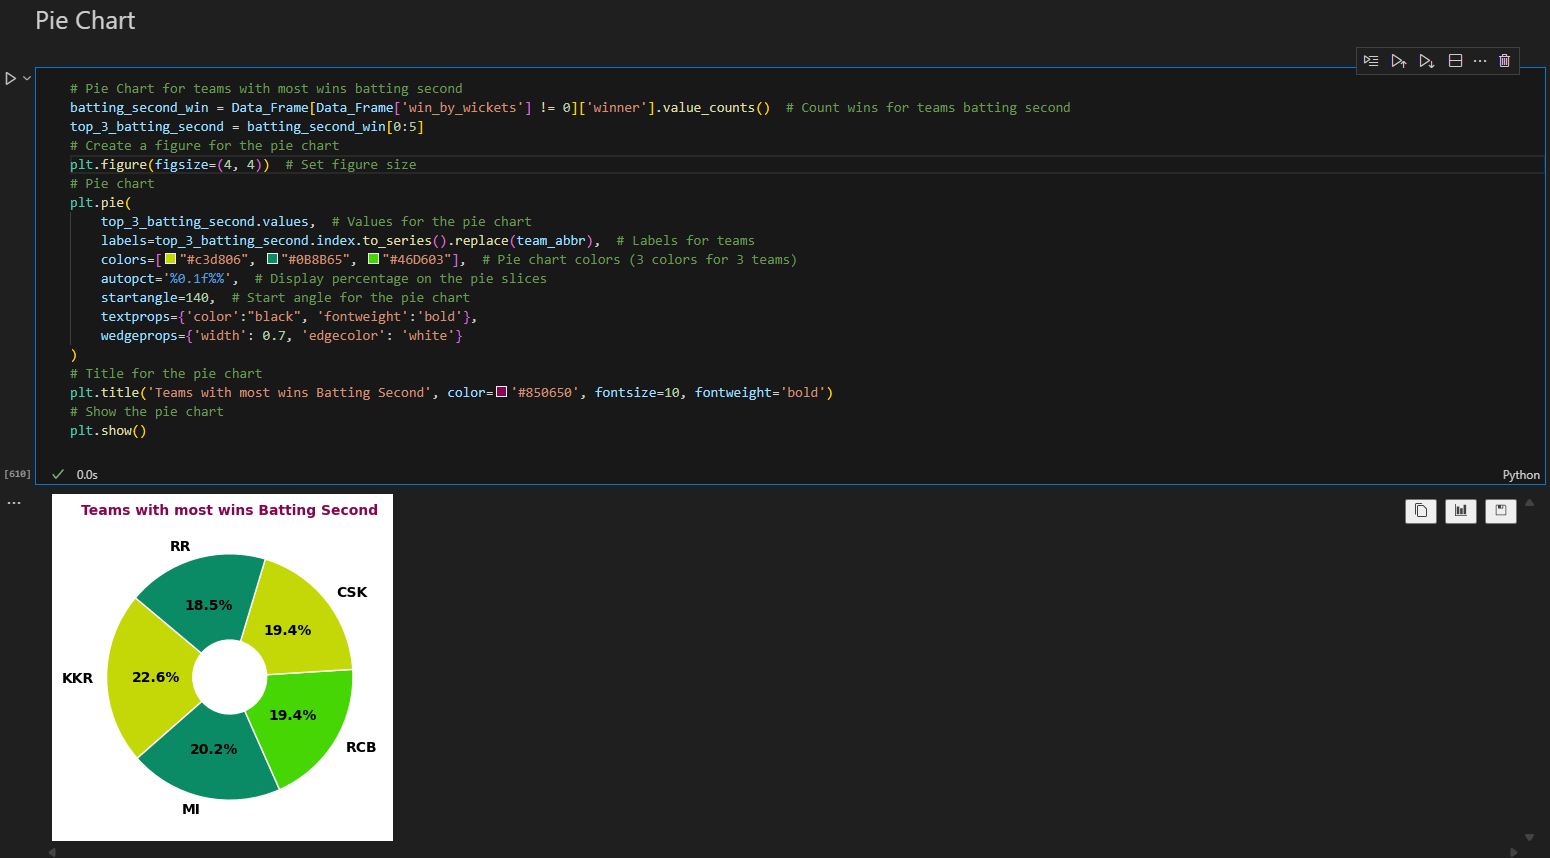 Pie Chart
# Pie Chart for teams with most wins batting second
batting_second_win = Data_Frame[Data_Frame['win_by_wickets'] != 0]['winner'].value_counts()  # Count wins for teams batting second
top_3_batting_second = batting_second_win[0:5]
# Create a figure for the pie chart
plt.figure(figsize=(4, 4))  # Set figure size
# Pie chart
plt.pie(
    top_3_batting_second.values,  # Values for the pie chart
    labels=top_3_batting_second.index.to_series().replace(team_abbr),  # Labels for teams
    colors=["#c3d806", "#0B8B65", "#46D603"],  # Pie chart colors (3 colors for 3 teams)
    autopct='%0.1f%%',  # Display percentage on the pie slices
    startangle=140,  # Start angle for the pie chart
    textprops={'color':"black", 'fontweight':'bold'},
    wedgeprops={'width': 0.7, 'edgecolor': 'white'}
)
# Title for the pie chart
plt.title('Teams with most wins Batting Second', color='#850650', fontsize=10, fontweight='bold')
# Show the pie chart
plt.show()
[610]
0.0s
Python
Teams with most wins Batting Second
RR
CSK
18.5%
19.4%
KKR
22.6%
19.4%
RCB
20.2%
MI